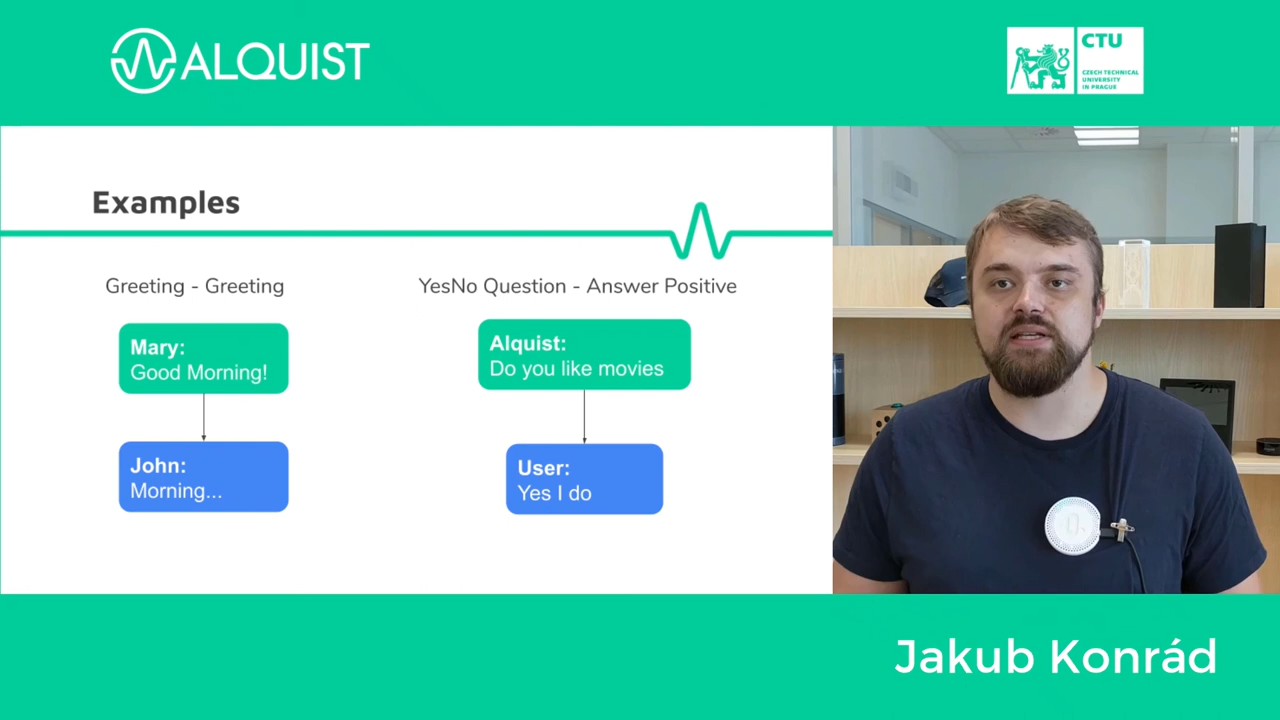 ALQUIST
CTU
CZECH TECHNICAL
UNIVERSITY
IN PRAGUE
Examples
Greeting - Greeting
Mary:
Good Morning!
John:
Morning...
YesNo Question - Answer Positive
Alquist:
Do you like movies
User:
Yes I do
Jakub Konrád